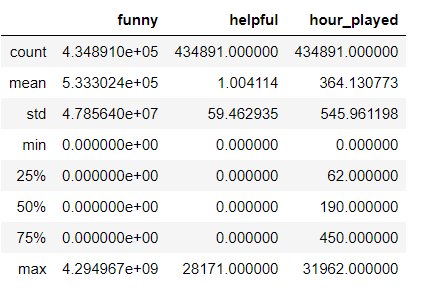 funny helpful hour_played
count 4.348910e+05 434891.000000 434891.000000
mean 5.333024e+05 1.004114 364.130773
std 4.785640e+07 59.462935 545.961198
min 0.000000e+00 0.000000 0.000000
25% 0.000000e+00 0.000000 62.000000
50% 0.000000e+00 0.000000 190.000000
75% 0.000000e+00 0.000000 450.000000
max 4.294967e+09 28171.000000 31962.000000